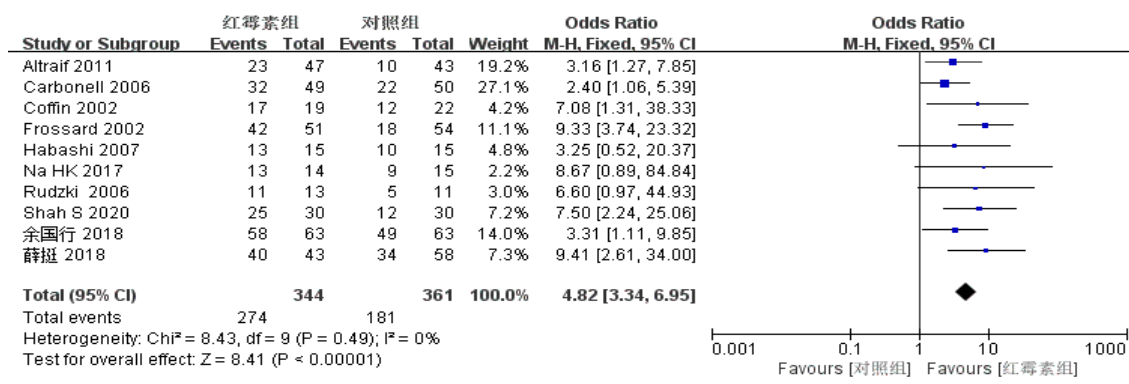 红霉素组 对照组 Odds Ratio Odds Ratio
Study or Subgroup Events Total Events Total Weight M-H, Fixed, 95% CI M-H, Fixed, 95% CI
Altraif 2011 23 47 10 43 19.2% 3.16 [1.27, 7.85]
Carbonell 2006 32 49 22 50 27.1% 2.40 [1.06, 5.39]
Coffin 2002 17 19 12 22 4.2% 7.08 [1.31, 38.33]
Frossard 2002 42 51 18 54 11.1% 9.33 [3.74, 23.32]
Habashi 2007 13 15 10 15 4.8% 3.25 [0.52, 20.37]
Na HK 2017 13 14 9 15 2.2% 8.67 [0.89, 84.84]
Rudzki 2006 11 13 5 11 3.0% 6.60 [0.97, 44.93]
Shah S 2020 25 30 12 30 7.2% 7.50 [2.24, 25.06]
余国行 2018 58 63 49 63 14.0% 3.31 [1.11, 9.85]
薛挺 2018 40 43 34 58 7.3% 9.41 [2.61, 34.00]
Total (95% CI) 344 361 100.0% 4.82 [3.34, 6.95]
Total events 274 181
Heterogeneity: Chi² = 8.43, df = 9 (P = 0.49); I² = 0%
Test for overall effect: Z = 8.41 (P < 0.00001)
0.001 0.1 1 10 1000
Favours [对照组] Favours [红霉素组]